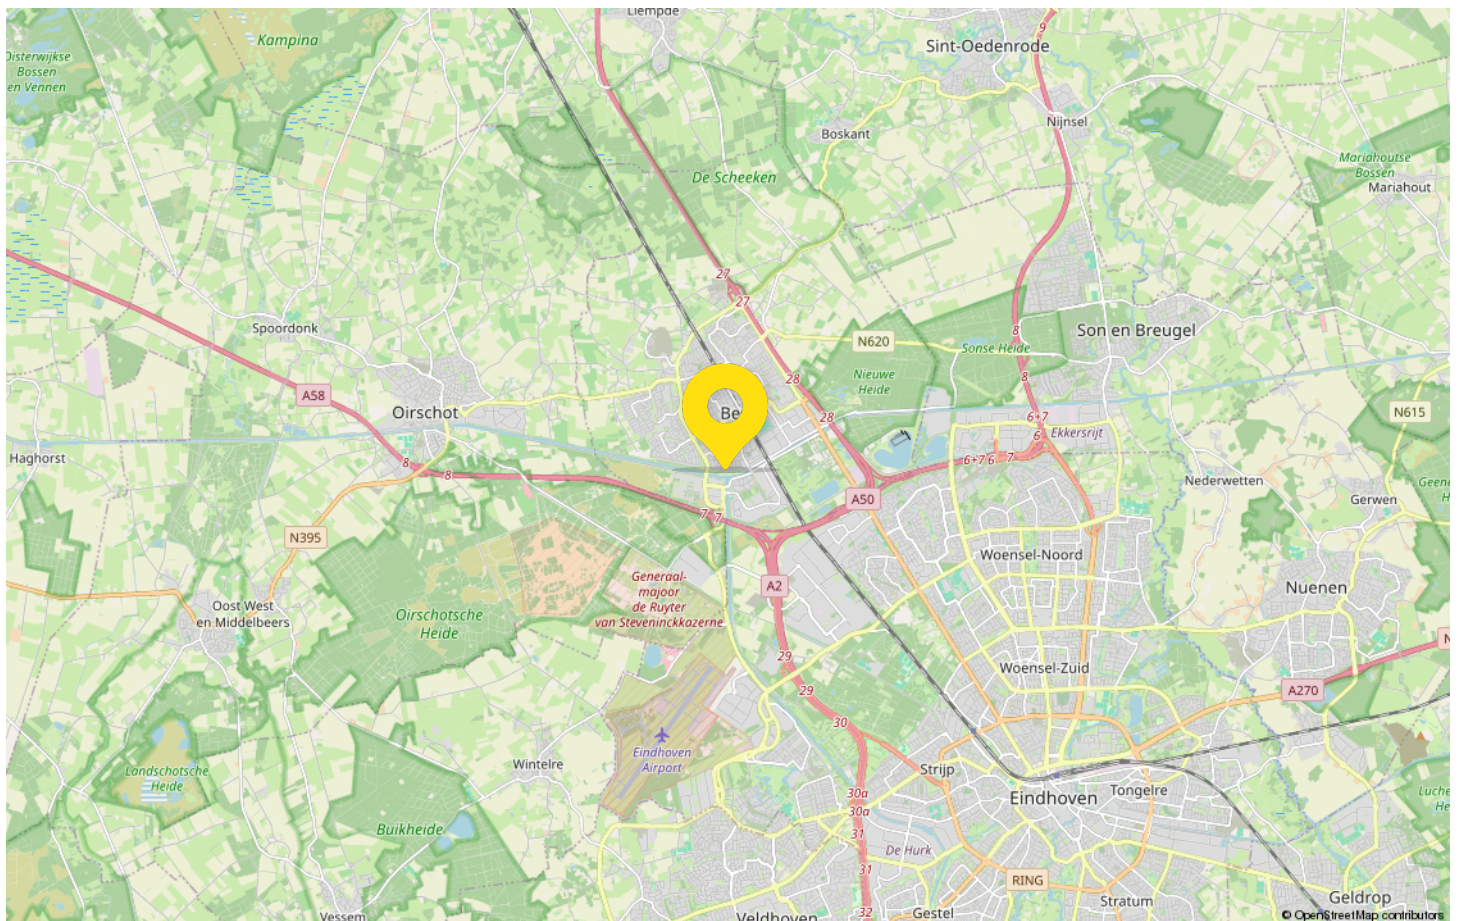 Liempde
Kampina
Sint-Oedenrode
9
Oisterwijkse
Bossen
en Vennen
Nijnsel
Boskant
Mariahoutse
Bossen
De Scheeken
Mariahout
27
27
Spoordonk
8
Son en Breugel
N620
Sonse Heide
Nieuwe
Heide
28
8
A58
Oirschot
Be
28
6+7
N615
6
Ekkersrijt
Haghorst
8
8
6+7
6
7
Nederwetten
Gerwen
A50
7
7
N395
Woensel-Noord
Generaal-
majoor
de Ruyter
van Steveninckkazerne
A2
Nuenen
Oost West
en Middelbeers
Oirschotsche
Heide
29
Woensel-Zuid
29
A270
30
Eindhoven
Airport
Wintelre
Landschotsche
Heide
Strijp
Eindhoven
Tongelre
30a
30a
Buikheide
31
De Hurk
31
RING
Geldrop
Stratum
32
Gestel
Vessem
Veldhoven
© OpenStreetMap contributors